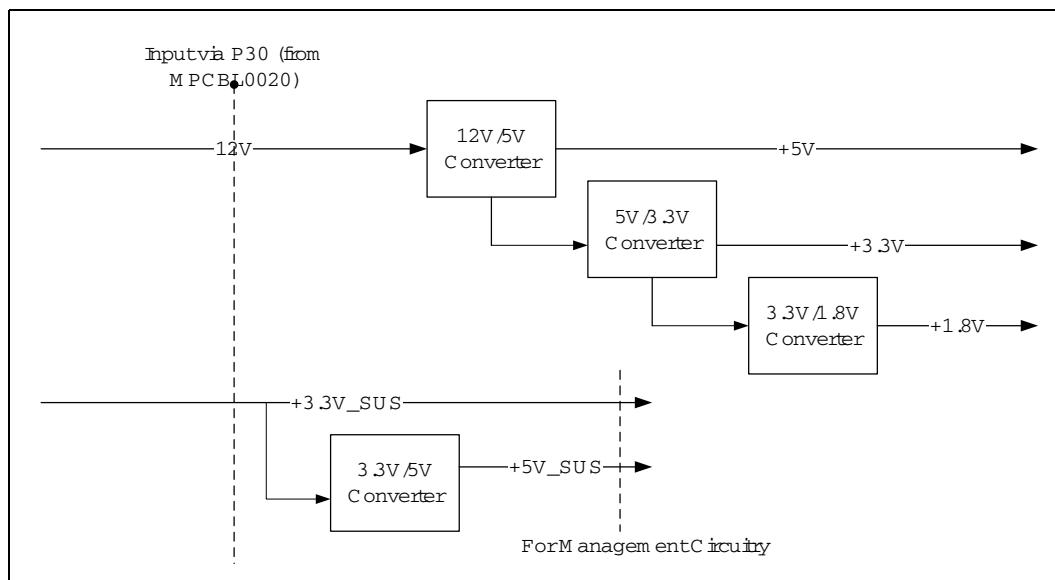 Input via P30 (from
MPCBL0020)
12V
12V/5V
Converter
+5V
5V/3.3V
Converter
+3.3V
3.3V/1.8V
Converter
+1.8V
+3.3V_SUS
3.3V/5V
Converter
+5V_SUS
For Management Circuitry